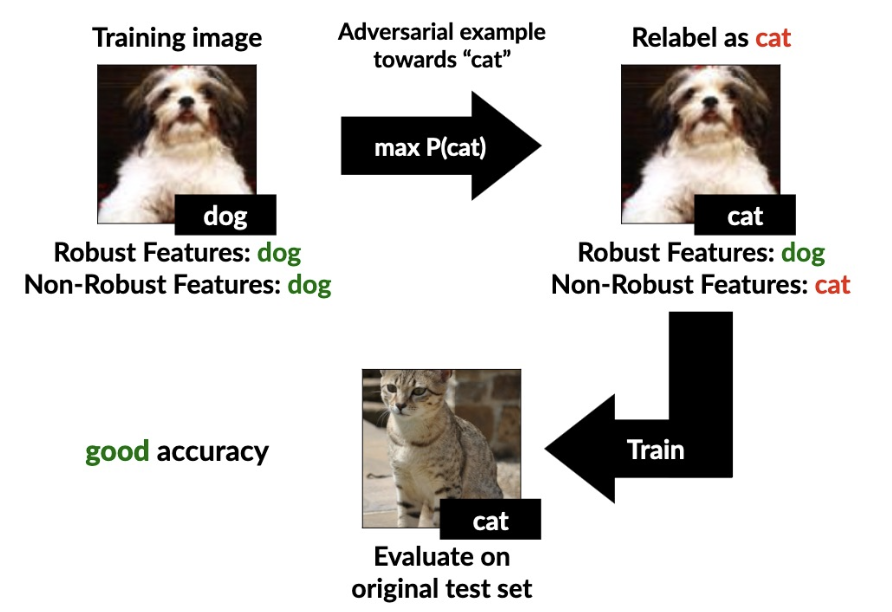 Training image
Adversarial example
towards “cat”
Relabel as cat
max P(cat)
dog
cat
Robust Features: dog
Non-Robust Features: dog
Robust Features: dog
Non-Robust Features: cat
Train
good accuracy
cat
Evaluate on
original test set